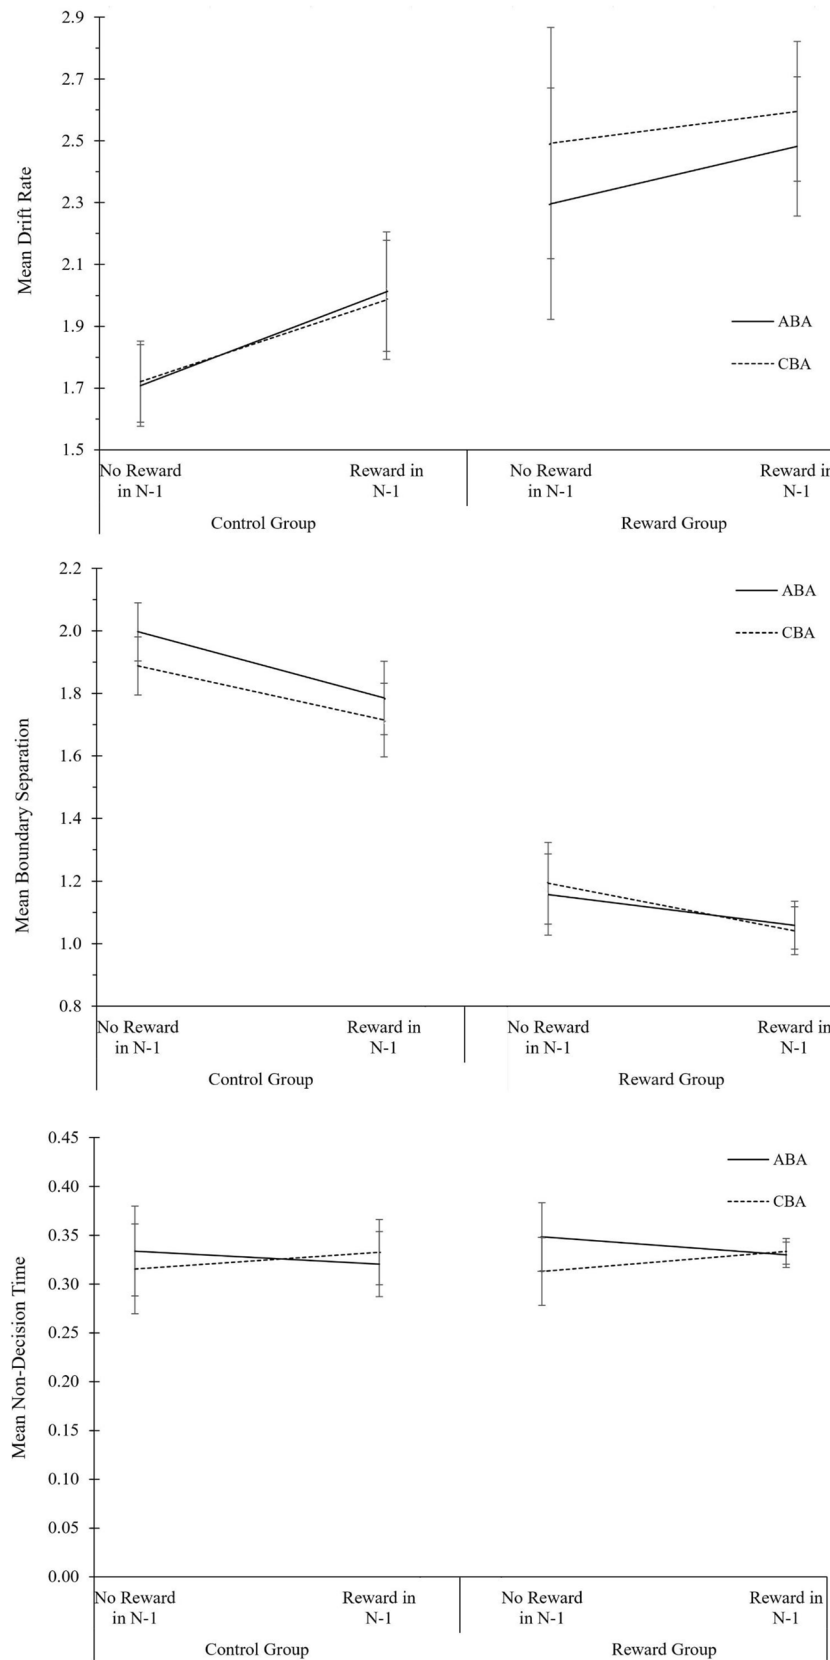 2.9
2.7
2.5
2.3
2.1
1.9
1.7
1.5
Mean Drift Rate
ABA
CBA
No Reward
in N-1
Reward in
N-1
No Reward
in N-1
Reward in
N-1
Control Group
Reward Group
2.2
2.0
1.8
1.6
1.4
1.2
1.0
0.8
Mean Boundary Separation
ABA
CBA
No Reward
in N-1
Reward in
N-1
No Reward
in N-1
Reward in
N-1
Control Group
Reward Group
0.45
0.40
0.35
0.30
0.25
0.20
0.15
0.10
0.05
0.00
Mean Non-Decision Time
ABA
CBA
No Reward
in N-1
Reward in
N-1
No Reward
in N-1
Reward in
N-1
Control Group
Reward Group